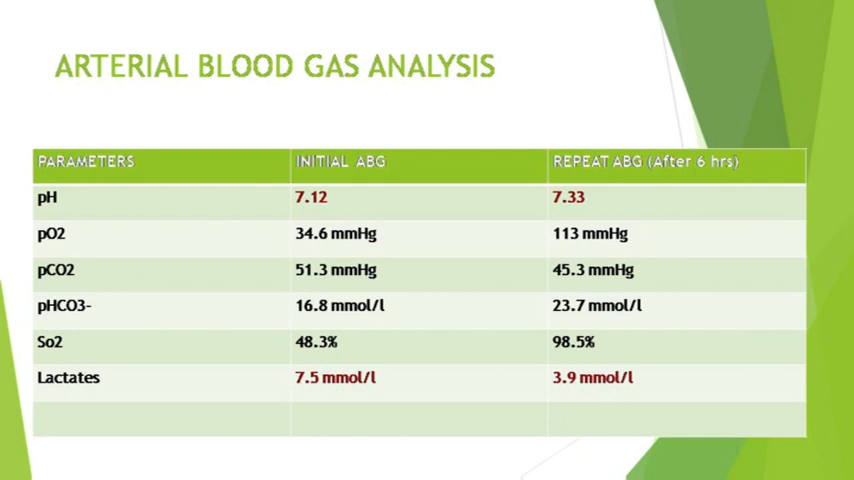 ARTERIAL BLOOD GAS ANALYSIS
PARAMETERS INITIAL ABG REPEAT ABG (After 6 hrs)
pH 7.12 7.33
pO2 34.6 mmHg 113 mmHg
pCO2 51.3 mmHg 45.3 mmHg
pHCO3- 16.8 mmol/l 23.7 mmol/l
So2 48.3% 98.5%
Lactates 7.5 mmol/l 3.9 mmol/l